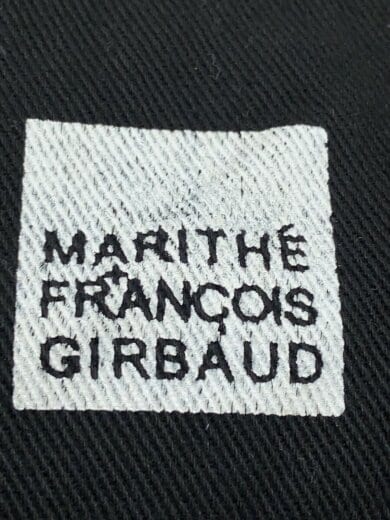 MARITHÉ
+
FRANÇOIS
GIRBAUD